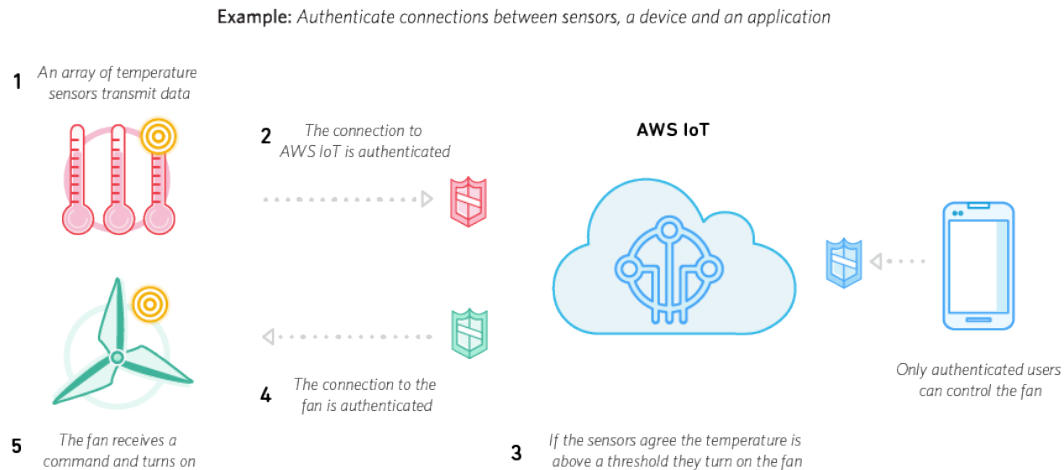 Example: Authenticate connections between sensors, a device and an application
1
An array of temperature
sensors transmit data
2
The connection to
AWS IoT is authenticated
AWS IoT
Only authenticated users
can control the fan
4
The connection to the
fan is authenticated
5
The fan receives a
command and turns on
3
If the sensors agree the temperature is
above a threshold they turn on the fan